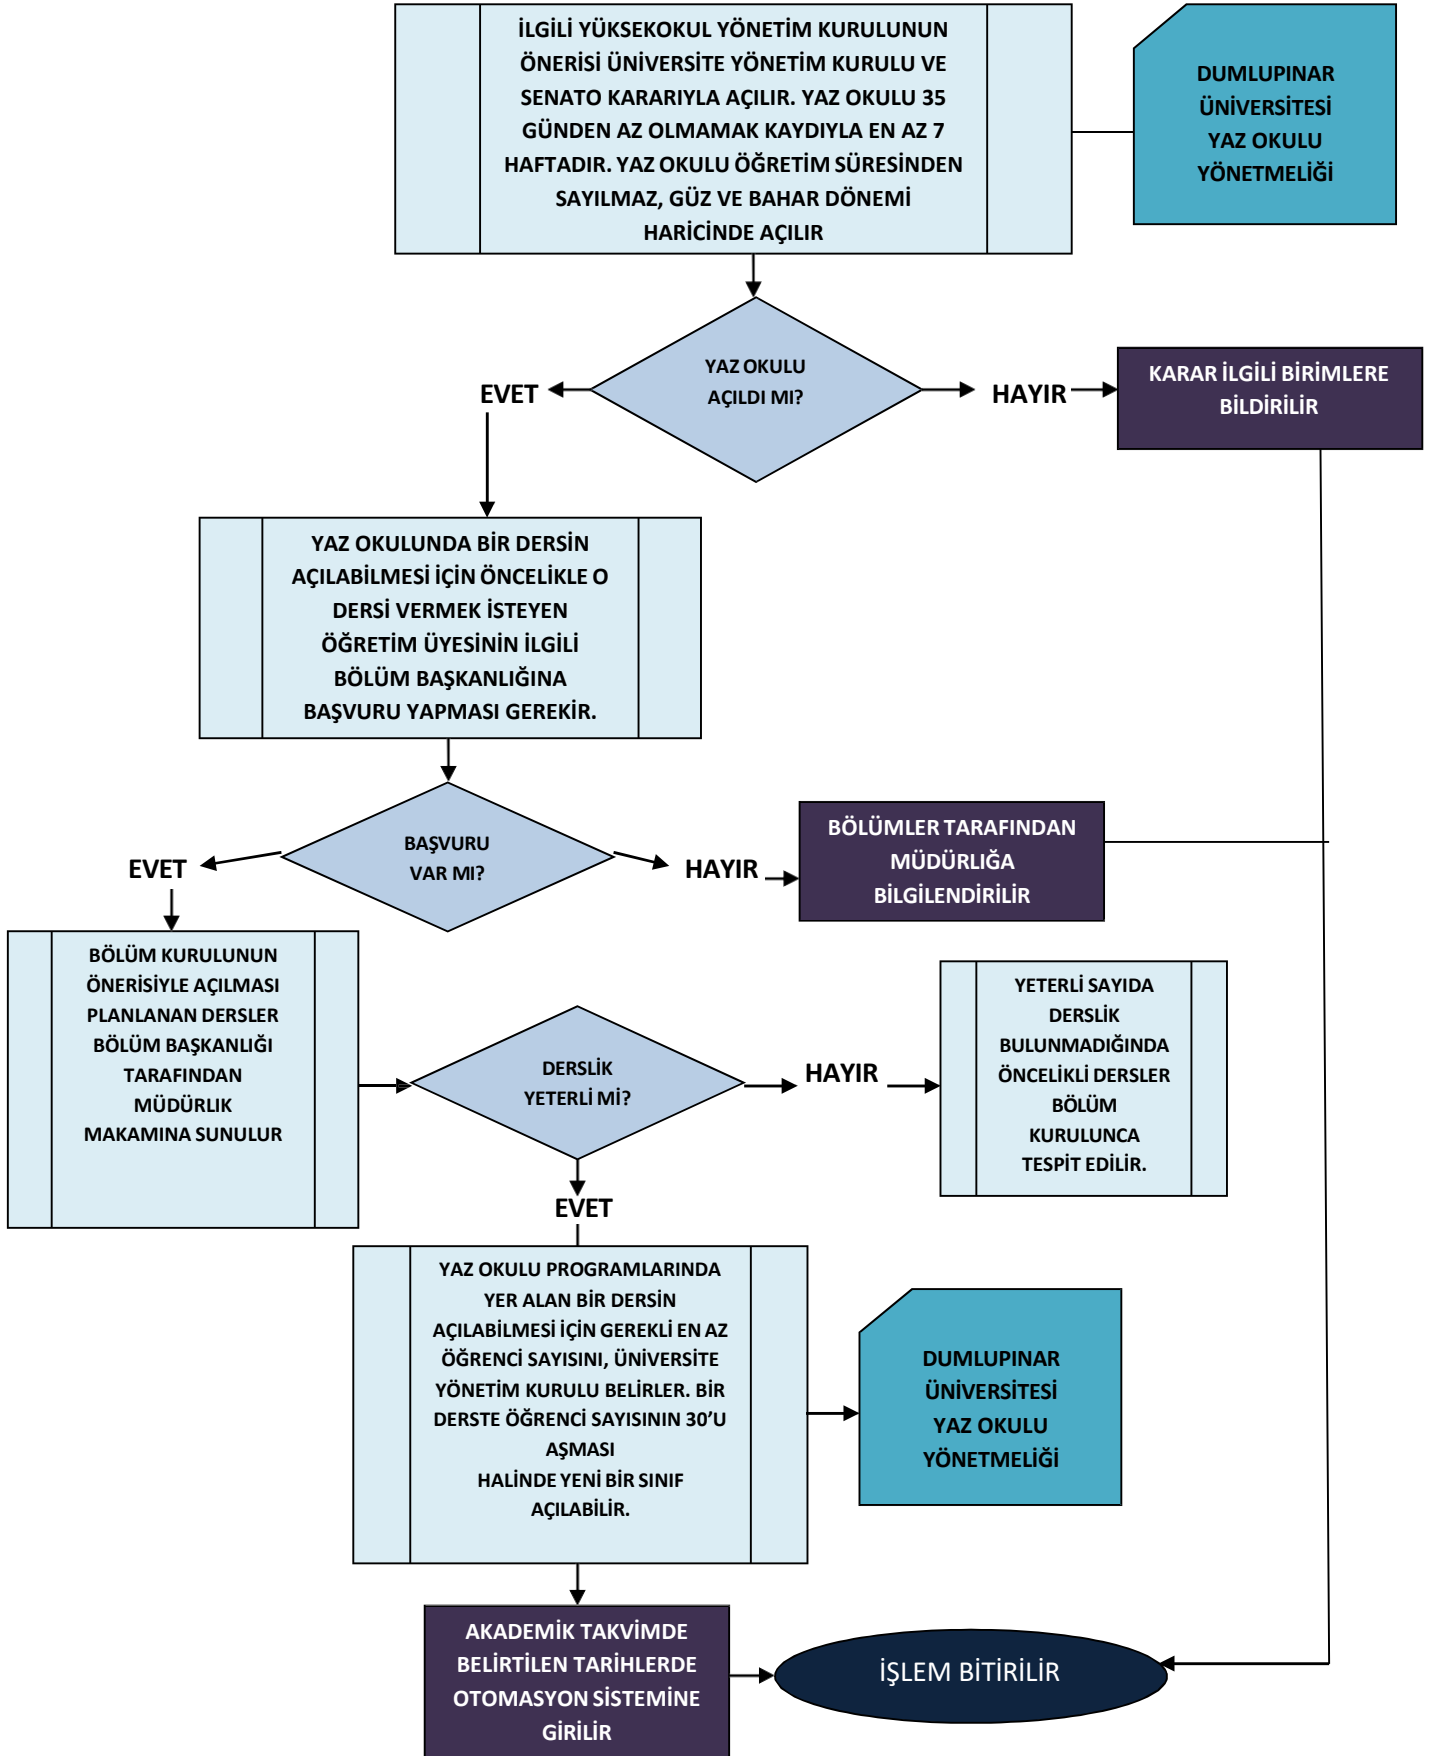 İLGİLİ YÜKSEKOKUL YÖNETİM KURULUNUN
ÖNERİSİ ÜNİVERSİTE YÖNETİM KURULU VE
SENATO KARARIYLA AÇILIR. YAZ OKULU 35
GÜNDEN AZ OLMAMAK KAYDIYLA EN AZ 7
HAFTADIR. YAZ OKULU ÖĞRETİM SÜRESİNDEN
SAYILMAZ, GÜZ VE BAHAR DÖNEMİ
HARİCİNDE AÇILIR
DUMLUPINAR
ÜNİVERSİTESİ
YAZ OKULU
YÖNETMELİĞİ
YAZ OKULU
AÇILDI MI?
EVET
HAYIR
KARAR İLGİLİ BİRİMLERE
BİLDİRİLİR
YAZ OKULUNDA BİR DERSİN
AÇILABİLMESİ İÇİN ÖNCELİKLE O
DERSİ VERMEK İSTEYEN
ÖĞRETİM ÜYESİNİN İLGİLİ
BÖLÜM BAŞKANLIĞINA
BAŞVURU YAPMASI GEREKİR.
BAŞVURU
VAR MI?
EVET
HAYIR
BÖLÜMLER TARAFINDAN
MÜDÜRLIĞA
BİLGİLENDİRİLİR
BÖLÜM KURULUNUN
ÖNERİSİYLE AÇILMASI
PLANLANAN DERSLER
BÖLÜM BAŞKANLIĞI
TARAFINDAN
MÜDÜRLIK
MAKAMINA SUNULUR
DERSLİK
YETERLİ Mİ?
HAYIR
YETERLİ SAYIDA
DERSLİK
BULUNMADIĞINDA
ÖNCELİKLİ DERSLER
BÖLÜM
KURULUNCA
TESPİT EDİLİR.
EVET
YAZ OKULU PROGRAMLARINDA
YER ALAN BİR DERSİN
AÇILABİLMESİ İÇİN GEREKLİ EN AZ
ÖĞRENCİ SAYISINI, ÜNİVERSİTE
YÖNETİM KURULU BELİRLER. BİR
DERSTE ÖĞRENCİ SAYISININ 30’U
AŞMASI
HALİNDE YENİ BİR SINIF
AÇILABİLİR.
DUMLUPINAR
ÜNİVERSİTESİ
YAZ OKULU
YÖNETMELİĞİ
AKADEMİK TAKVİMDE
BELİRTİLEN TARİHLERDE
OTOMASYON SİSTEMİNE
GİRİLİR
İŞLEM BİTİRİLİR